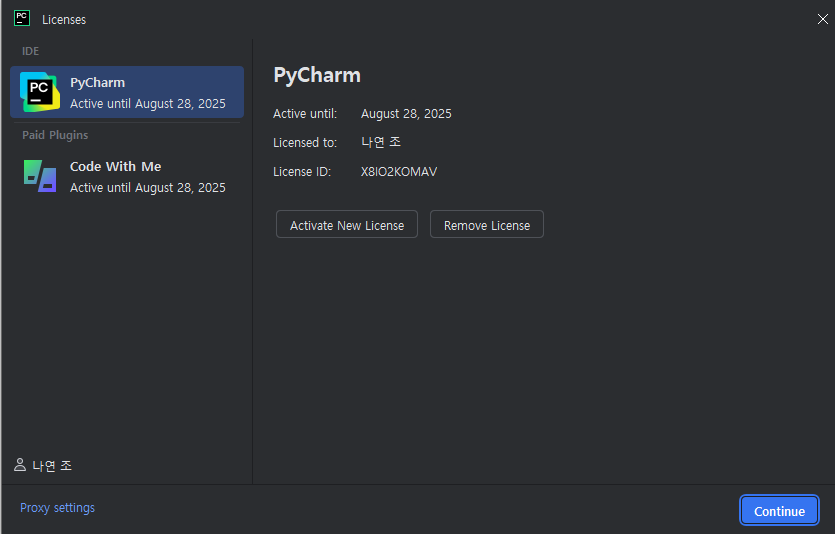 PC
Licenses
IDE
PC
PyCharm
Active until August 28, 2025
Paid Plugins
Code With Me
Active until August 28, 2025
나연 조
PyCharm
Active until: August 28, 2025
Licensed to: 나연 조
License ID: X8IO2KOMAV
Activate New License Remove License
Proxy settings
Continue